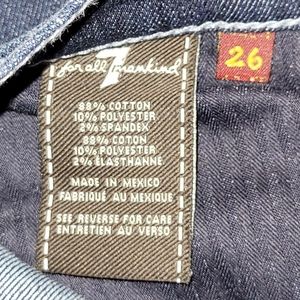 7
for all mankind
26
88% COTTON
10% POLYESTER
2% SPANDEX
88% COTON
10% POLYESTER
2% ELASTHANNE
MADE IN MEXICO
FABRIQUÉ AU MEXIQUE
SEE REVERSE FOR CARE
ENTRETIEN AU VERSO